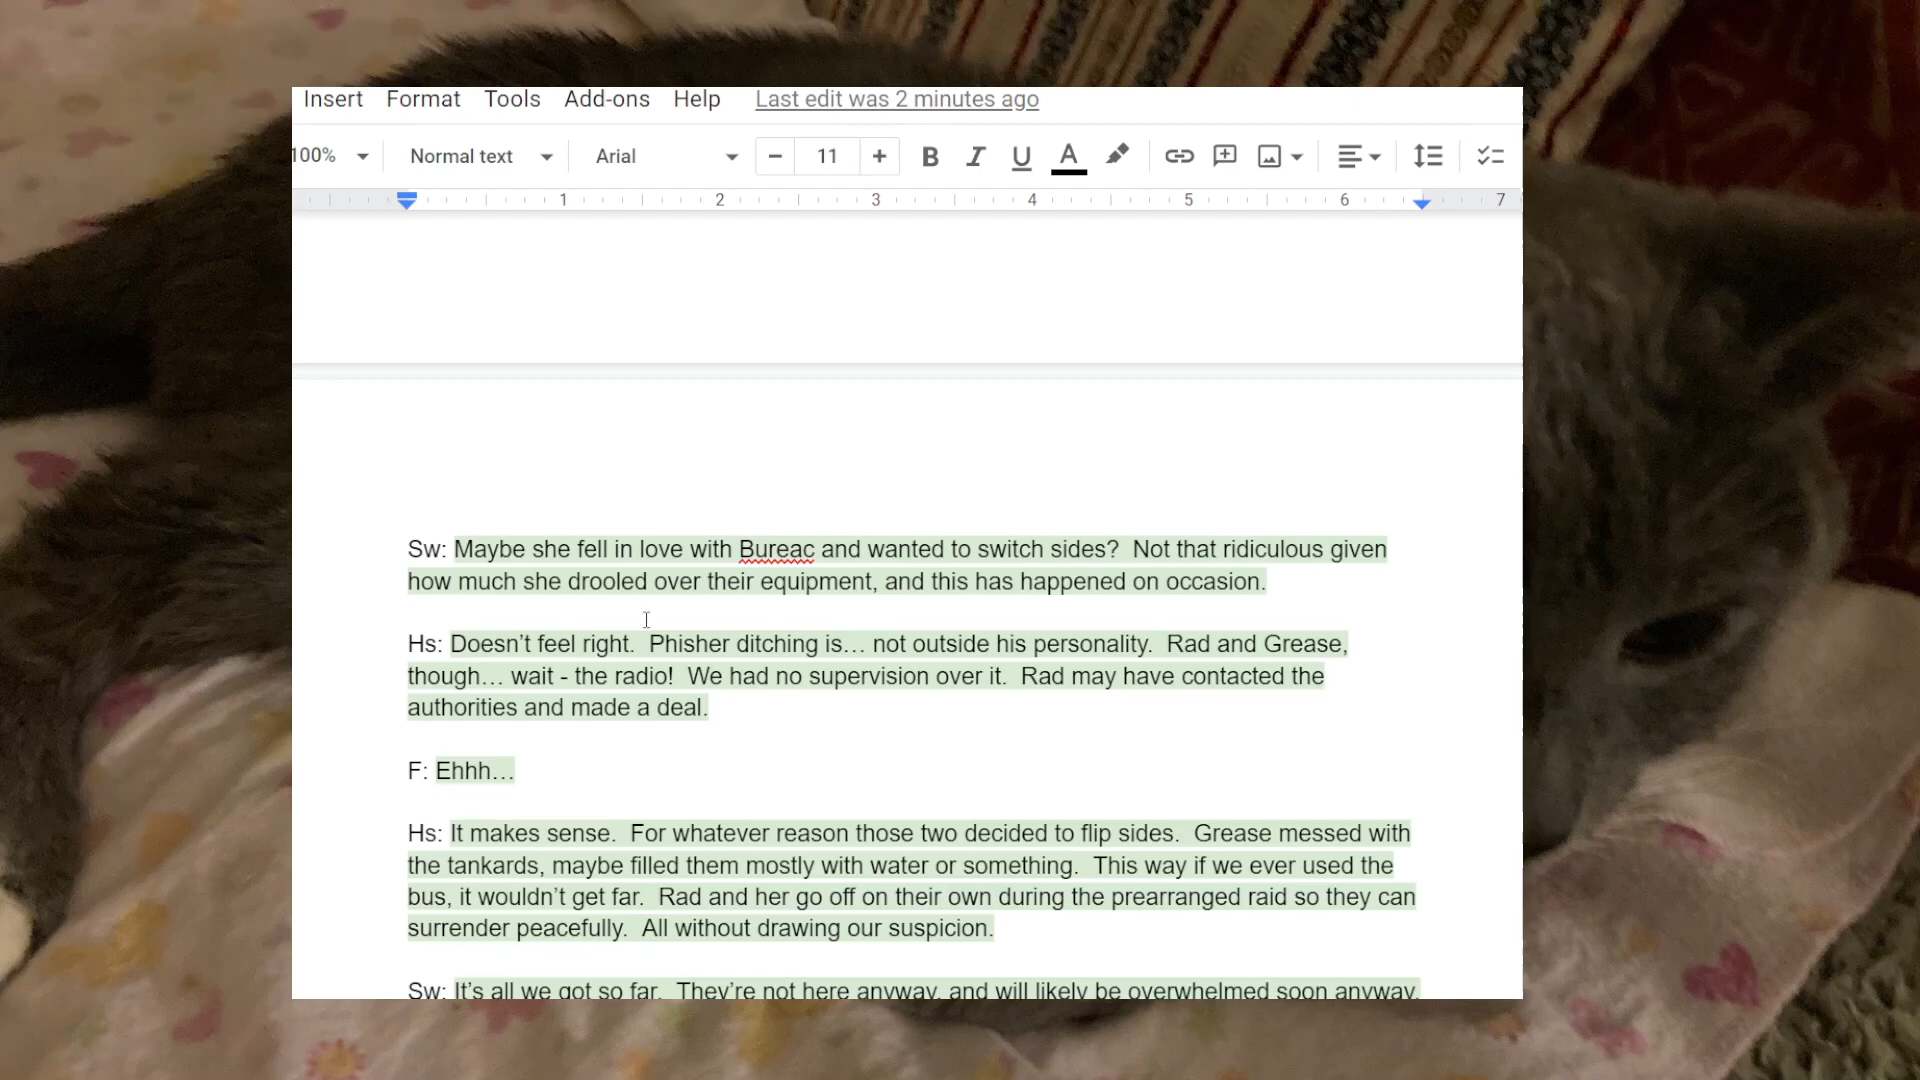 Insert Format Tools Add-ons Help Last edit was 2 minutes ago
100% Normal text Arial − 11 + B I U A
1 2 3 4 5 6 7
Sw: Maybe she fell in love with Bureac and wanted to switch sides?  Not that ridiculous given
how much she drooled over their equipment, and this has happened on occasion.
Hs: Doesn’t feel right.  Phisher ditching is… not outside his personality.  Rad and Grease,
though… wait - the radio!  We had no supervision over it.  Rad may have contacted the
authorities and made a deal.
F: Ehhh…
Hs: It makes sense.  For whatever reason those two decided to flip sides.  Grease messed with
the tankards, maybe filled them mostly with water or something.  This way if we ever used the
bus, it wouldn’t get far.  Rad and her go off on their own during the prearranged raid so they can
surrender peacefully.  All without drawing our suspicion.
Sw: It’s all we got so far.  They’re not here anyway, and will likely be overwhelmed soon anyway.